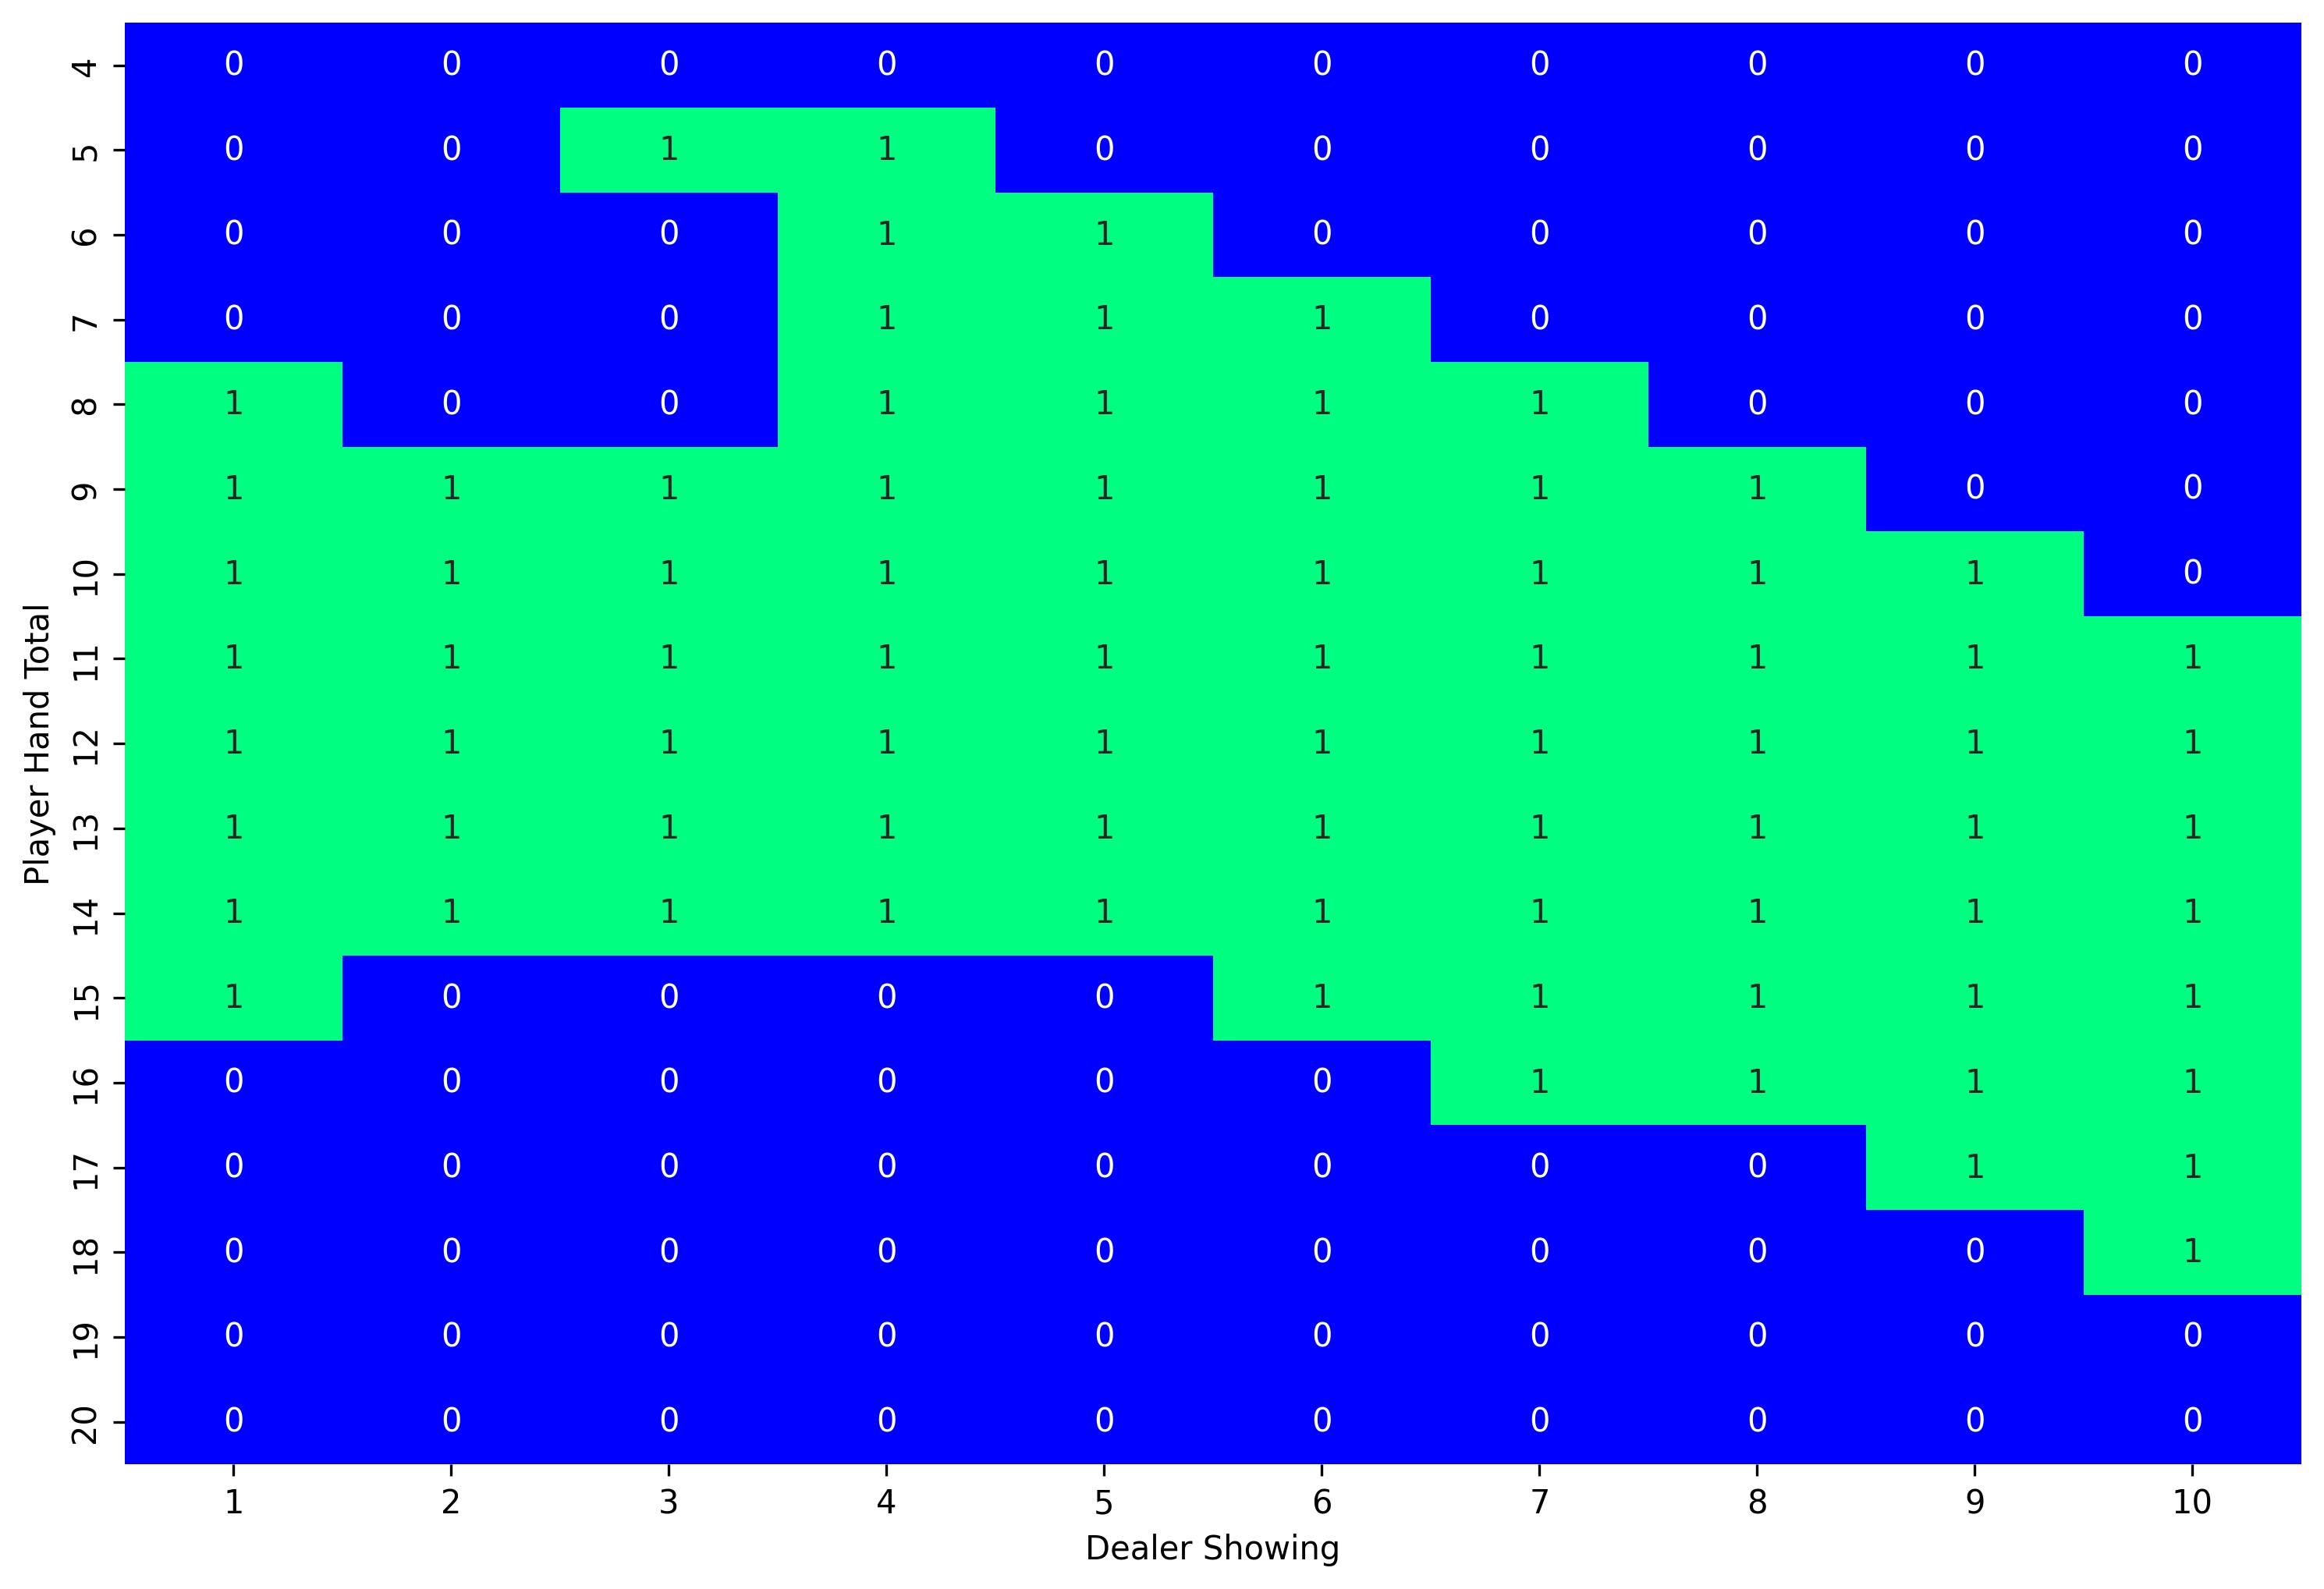 4 0 0 0 0 0 0 0 0 0 0
5 0 0 1 1 0 0 0 0 0 0
6 0 0 0 1 1 0 0 0 0 0
7 0 0 0 1 1 1 0 0 0 0
8 1 0 0 1 1 1 1 0 0 0
9 1 1 1 1 1 1 1 1 0 0
10 1 1 1 1 1 1 1 1 1 0
11 1 1 1 1 1 1 1 1 1 1
12 1 1 1 1 1 1 1 1 1 1
13 1 1 1 1 1 1 1 1 1 1
14 1 1 1 1 1 1 1 1 1 1
15 1 0 0 0 0 1 1 1 1 1
16 0 0 0 0 0 0 1 1 1 1
17 0 0 0 0 0 0 0 0 1 1
18 0 0 0 0 0 0 0 0 0 1
19 0 0 0 0 0 0 0 0 0 0
20 0 0 0 0 0 0 0 0 0 0
1 2 3 4 5 6 7 8 9 10
Dealer Showing
Player Hand Total